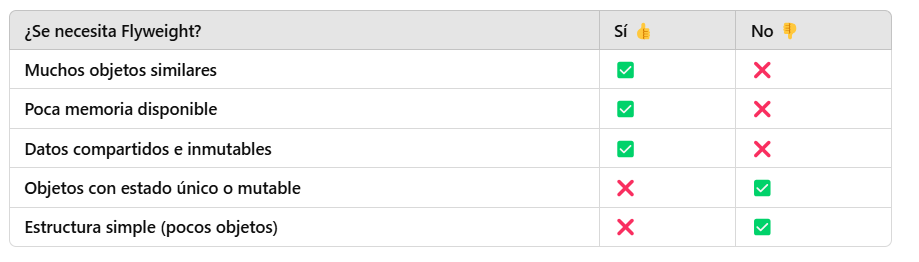 ¿Se necesita Flyweight? Sí 👍 No 👎
Muchos objetos similares ✅ ❌
Poca memoria disponible ✅ ❌
Datos compartidos e inmutables ✅ ❌
Objetos con estado único o mutable ❌ ✅
Estructura simple (pocos objetos) ❌ ✅